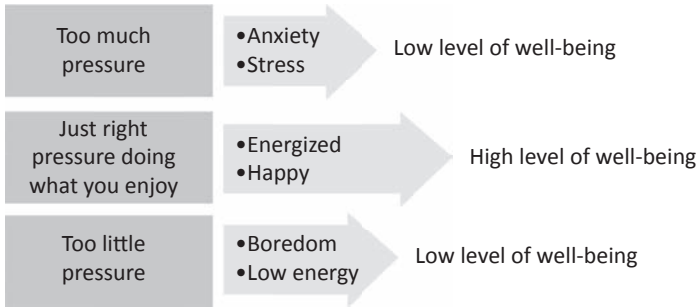 Too much
pressure
•Anxiety
•Stress
Low level of well-being
Just right
pressure doing
what you enjoy
•Energized
•Happy
High level of well-being
Too little
pressure
•Boredom
•Low energy
Low level of well-being